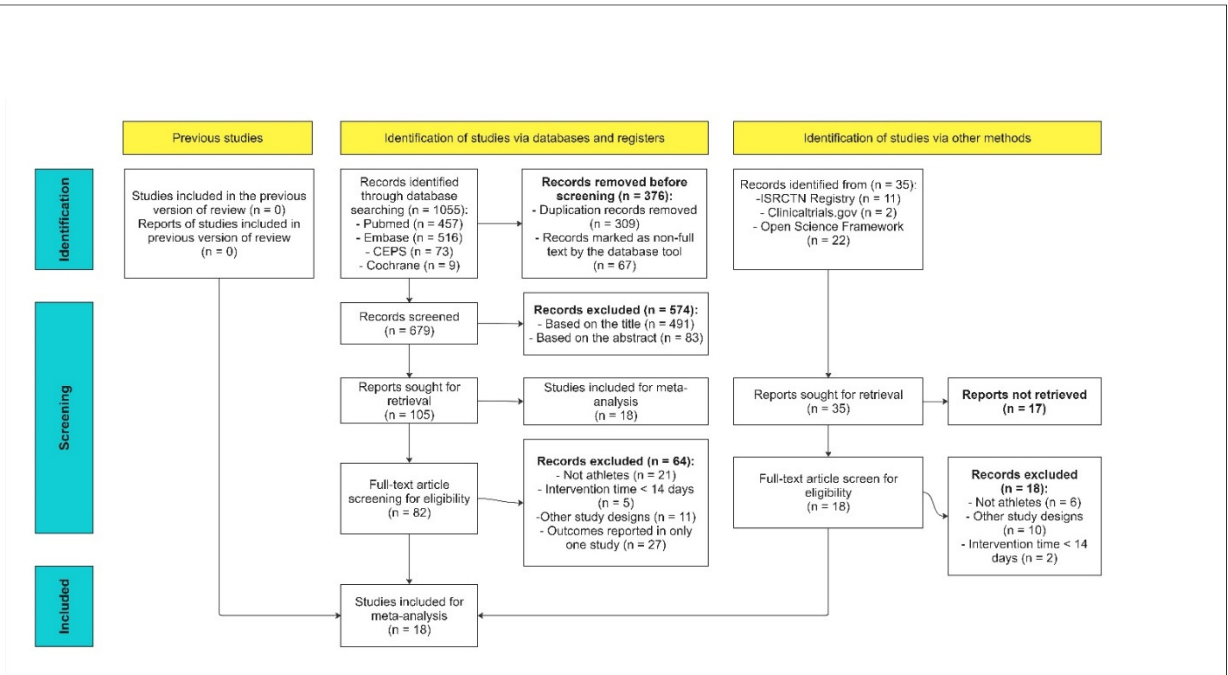 Previous studies
Identification of studies via databases and registers
Identification of studies via other methods
Identification
Studies included in the previous
version of review (n = 0)
Reports of studies included in
previous version of review
(n = 0)
Records identified
through database
searching (n = 1055):
- Pubmed (n = 457)
- Embase (n = 516)
- CEPS (n = 73)
- Cochrane (n = 9)
Records removed before
screening (n = 376):
- Duplication records removed
(n = 309)
- Records marked as non-full
text by the database tool
(n = 67)
Records identified from (n = 35):
-ISRCTN Registry (n = 11)
- Clinicaltrials.gov (n = 2)
- Open Science Framework
(n = 22)
Screening
Records screened
(n = 679)
Records excluded (n = 574):
- Based on the title (n = 491)
- Based on the abstract (n = 83)
Reports sought for
retrieval
(n = 105)
Studies included for meta-
analysis
(n = 18)
Reports sought for retrieval
(n = 35)
Reports not retrieved
(n = 17)
Full-text article
screening for eligibility
(n = 82)
Records excluded (n = 64):
- Not athletes (n = 21)
- Intervention time < 14 days
(n = 5)
-Other study designs (n = 11)
- Outcomes reported in only
one study (n = 27)
Full-text article screen for
eligibility
(n = 18)
Records excluded
(n = 18):
- Not athletes (n = 6)
- Other study designs
(n = 10)
- Intervention time < 14
days (n = 2)
Included
Studies included for
meta-analysis
(n = 18)